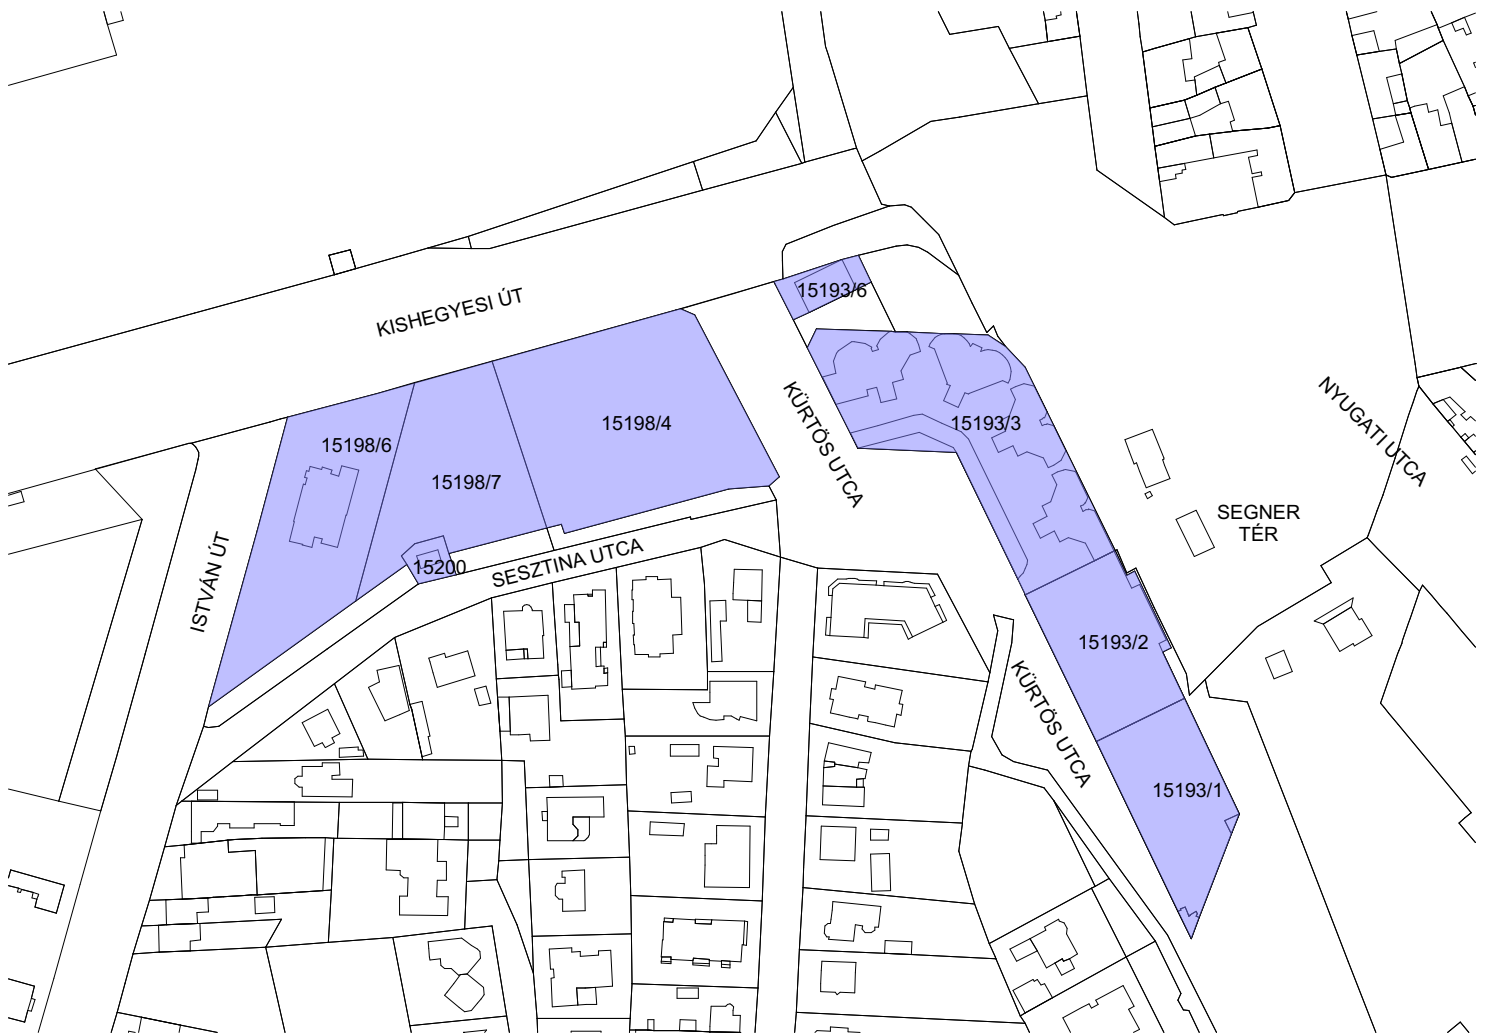 15193/6
KISHEGYESI ÚT
15198/4
15193/3
KÜRTÖS UTCA
NYUGATI UTCA
15198/6
15198/7
SEGNER
TÉR
15200
SESZTINA UTCA
ISTVÁN ÚT
15193/2
KÜRTÖS UTCA
15193/1